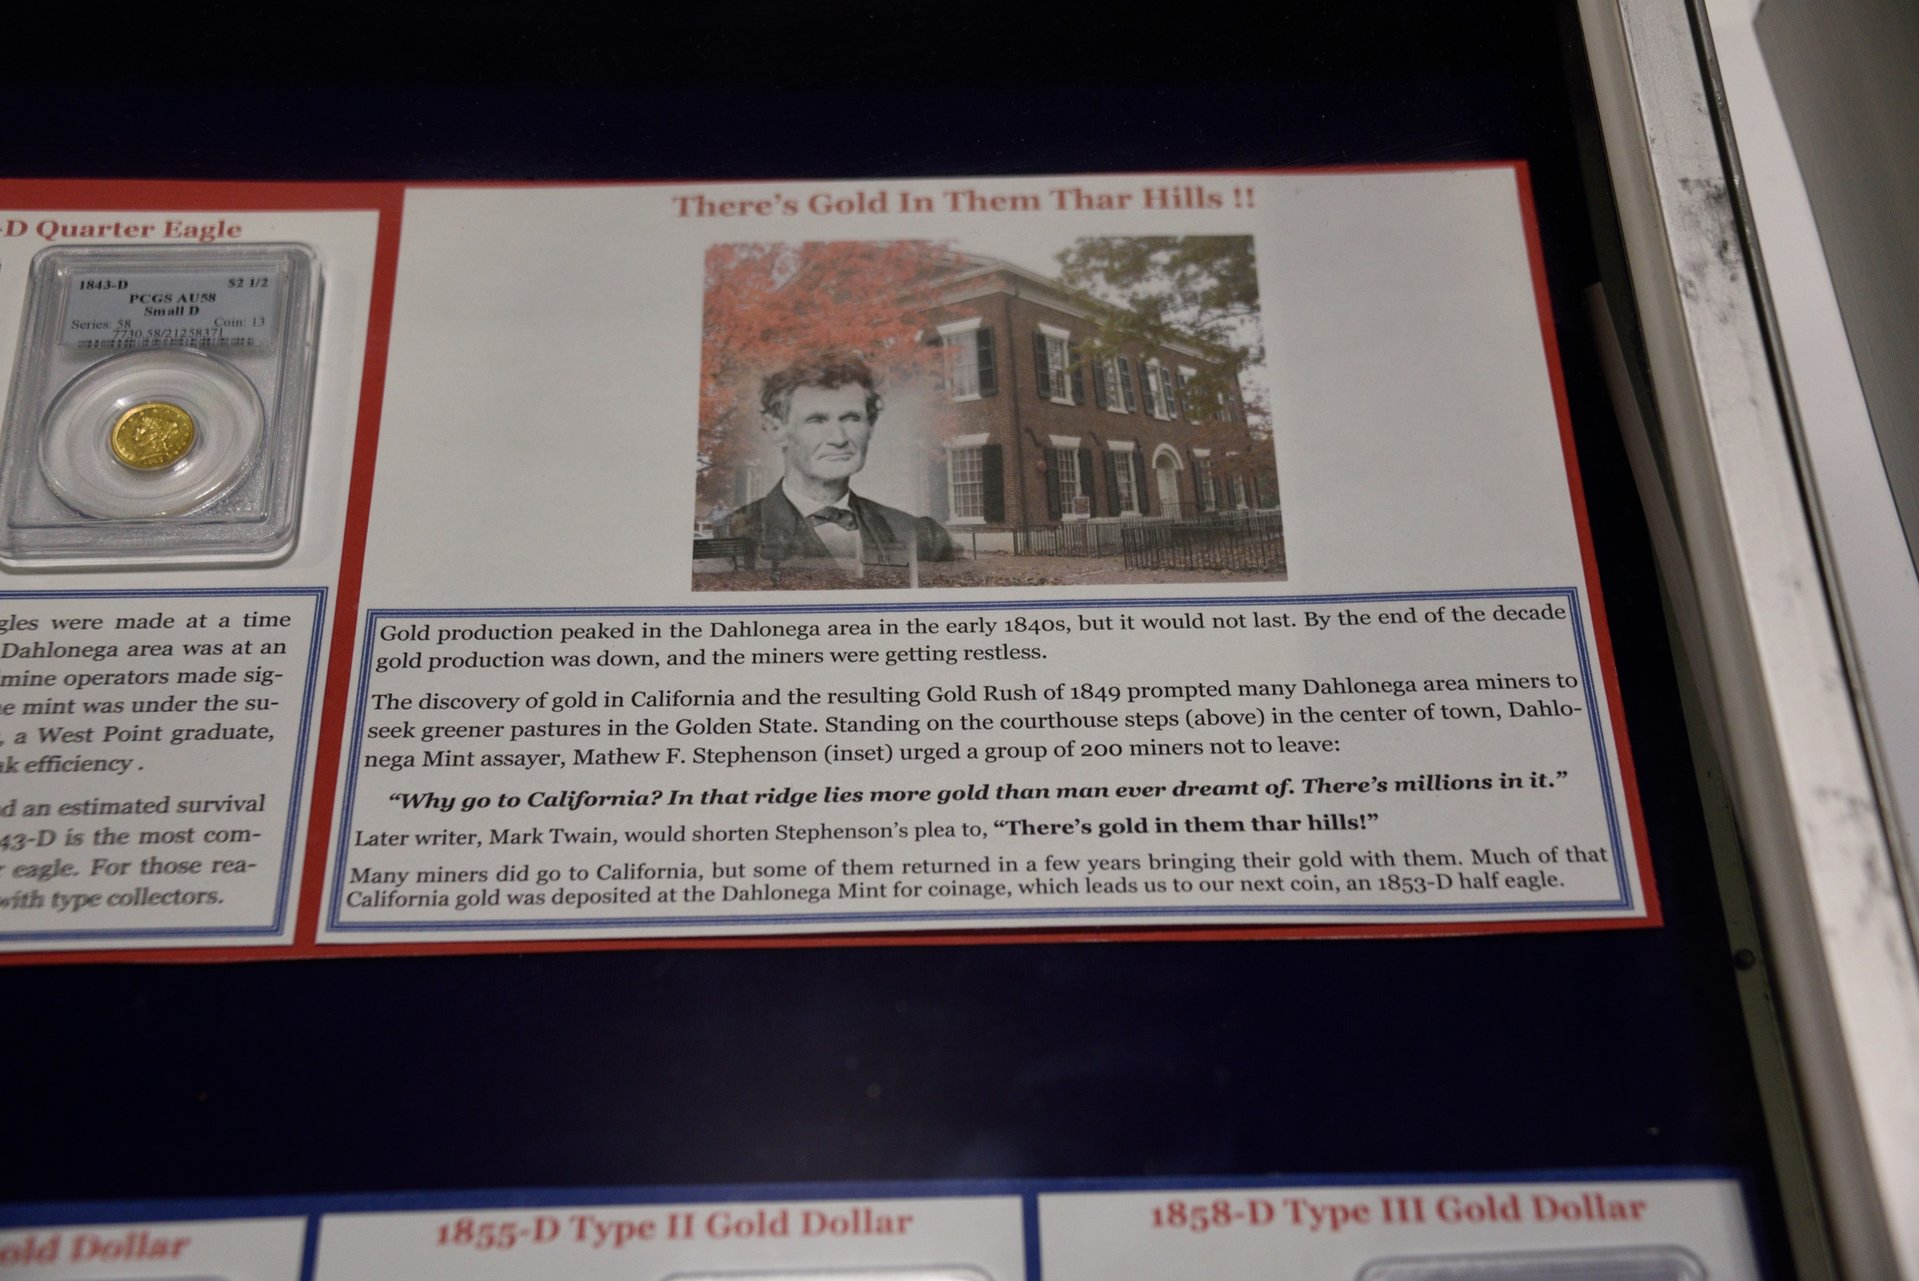 There's Gold In Them Thar Hills !!
-D Quarter Eagle
1843-D $2 1/2
PCGS AU58
Small D
Series: 58 Coin: 13
7730.58/21258371
gles were made at a time
Dahlonega area was at an
mine operators made sig-
e mint was under the su-
, a West Point graduate,
ak efficiency .
d an estimated survival
43-D is the most com-
r eagle. For those rea-
with type collectors.
Gold production peaked in the Dahlonega area in the early 1840s, but it would not last. By the end of the decade
gold production was down, and the miners were getting restless.
The discovery of gold in California and the resulting Gold Rush of 1849 prompted many Dahlonega area miners to
seek greener pastures in the Golden State. Standing on the courthouse steps (above) in the center of town, Dahlo-
nega Mint assayer, Mathew F. Stephenson (inset) urged a group of 200 miners not to leave:
“Why go to California? In that ridge lies more gold than man ever dreamt of. There’s millions in it.”
Later writer, Mark Twain, would shorten Stephenson’s plea to, “There’s gold in them thar hills!”
Many miners did go to California, but some of them returned in a few years bringing their gold with them. Much of that
California gold was deposited at the Dahlonega Mint for coinage, which leads us to our next coin, an 1853-D half eagle.
old Dollar
1855-D Type II Gold Dollar
1858-D Type III Gold Dollar